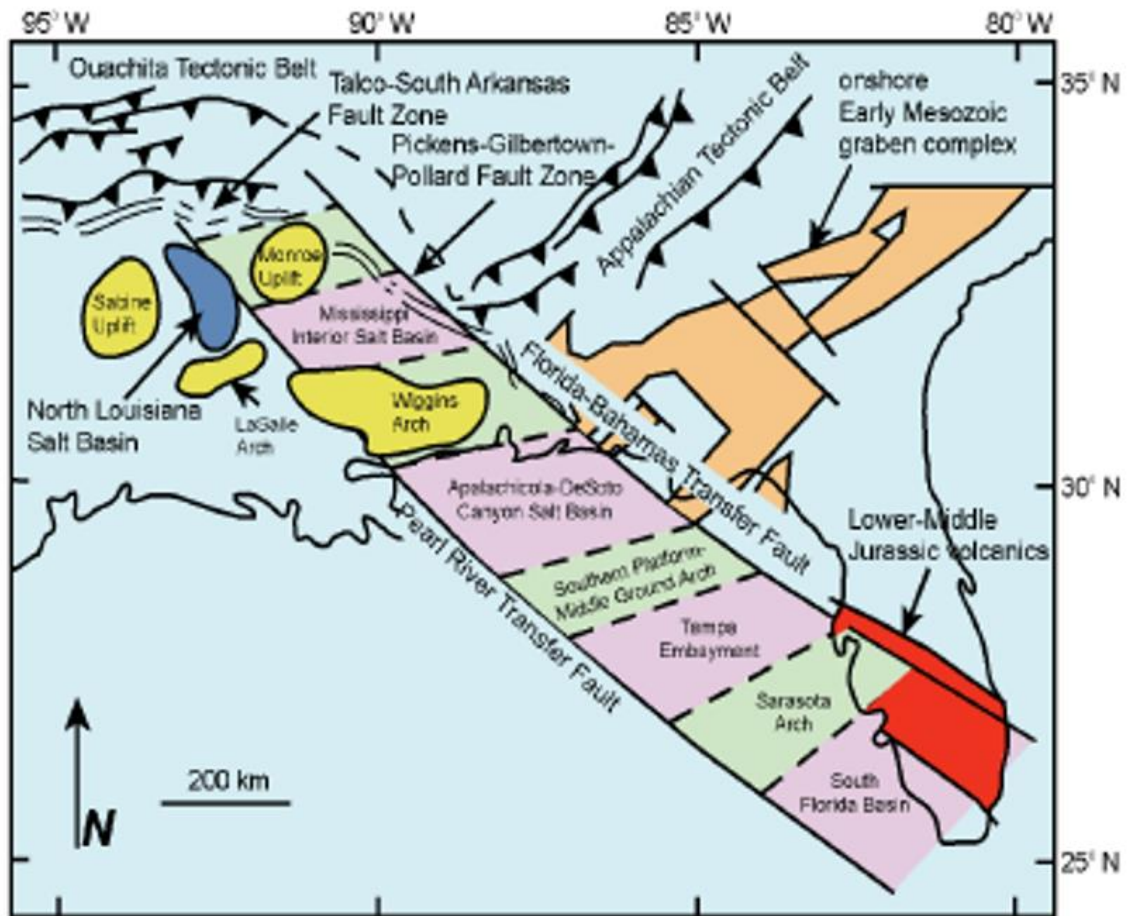 95° W
90° W
85° W
80° W
Ouachita Tectonic Belt
Talco-South Arkansas
Fault Zone
Pickens-Gilbertown-
Pollard Fault Zone
Appalachian Tectonic Belt
onshore
Early Mesozoic
graben complex
35° N
Monroe
Uplift
Sabine
Uplift
Mississippi
Interior Salt Basin
North Louisiana
Salt Basin
LaSalle
Arch
Wiggins
Arch
Florida-Bahamas Transfer Fault
30° N
Apalachicola-DeSoto
Canyon Salt Basin
Pearl River Transfer Fault
Lower-Middle
Jurassic volcanics
Southern Platform-
Middle Ground Arch
Tampa
Embayment
Sarasota
Arch
South
Florida Basin
200 km
N
25° N